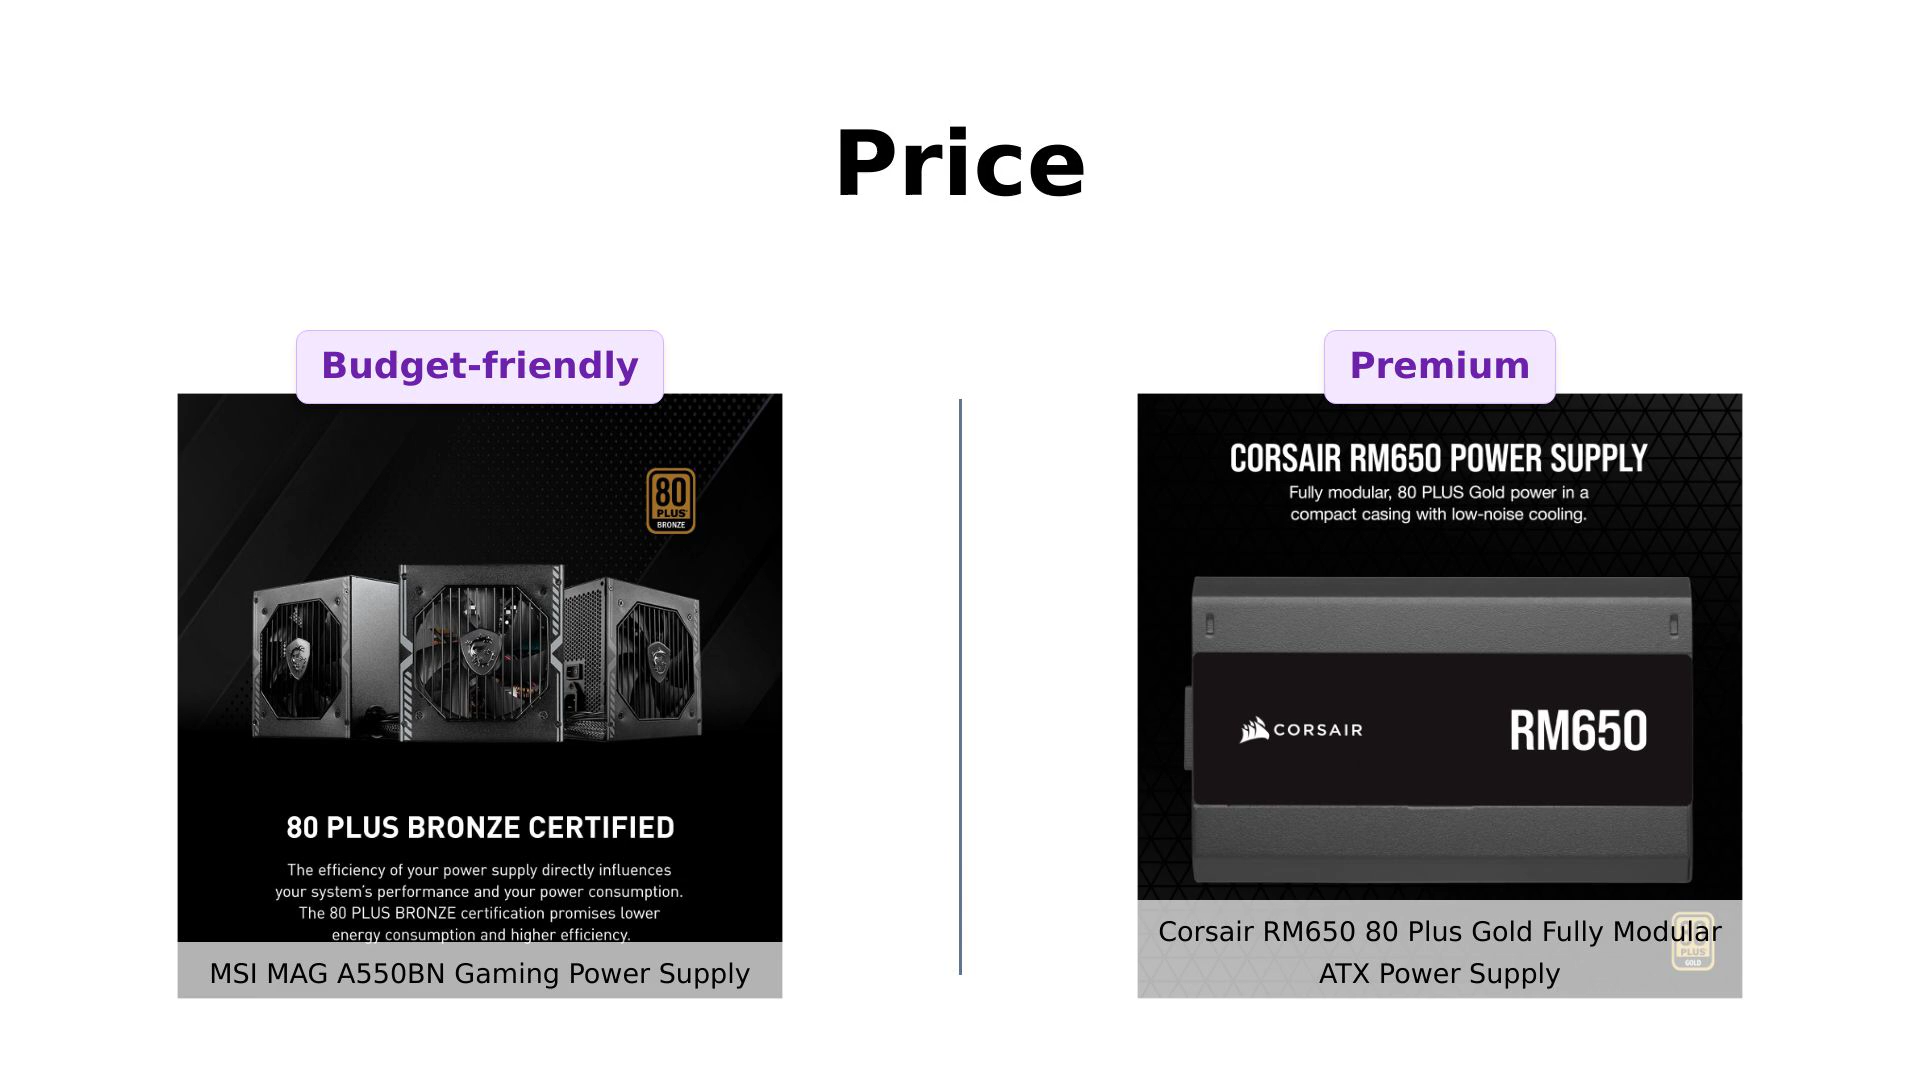 Price
Budget-friendly
80
PLUS
BRONZE
80 PLUS BRONZE CERTIFIED
The efficiency of your power supply directly influences
your system's performance and your power consumption.
The 80 PLUS BRONZE certification promises lower
energy consumption and higher efficiency.
MSI MAG A550BN Gaming Power Supply
Premium
CORSAIR RM650 POWER SUPPLY
Fully modular, 80 PLUS Gold power in a
compact casing with low-noise cooling.
CORSAIR
RM650
Corsair RM650 80 Plus Gold Fully Modular
ATX Power Supply
80
PLUS
GOLD